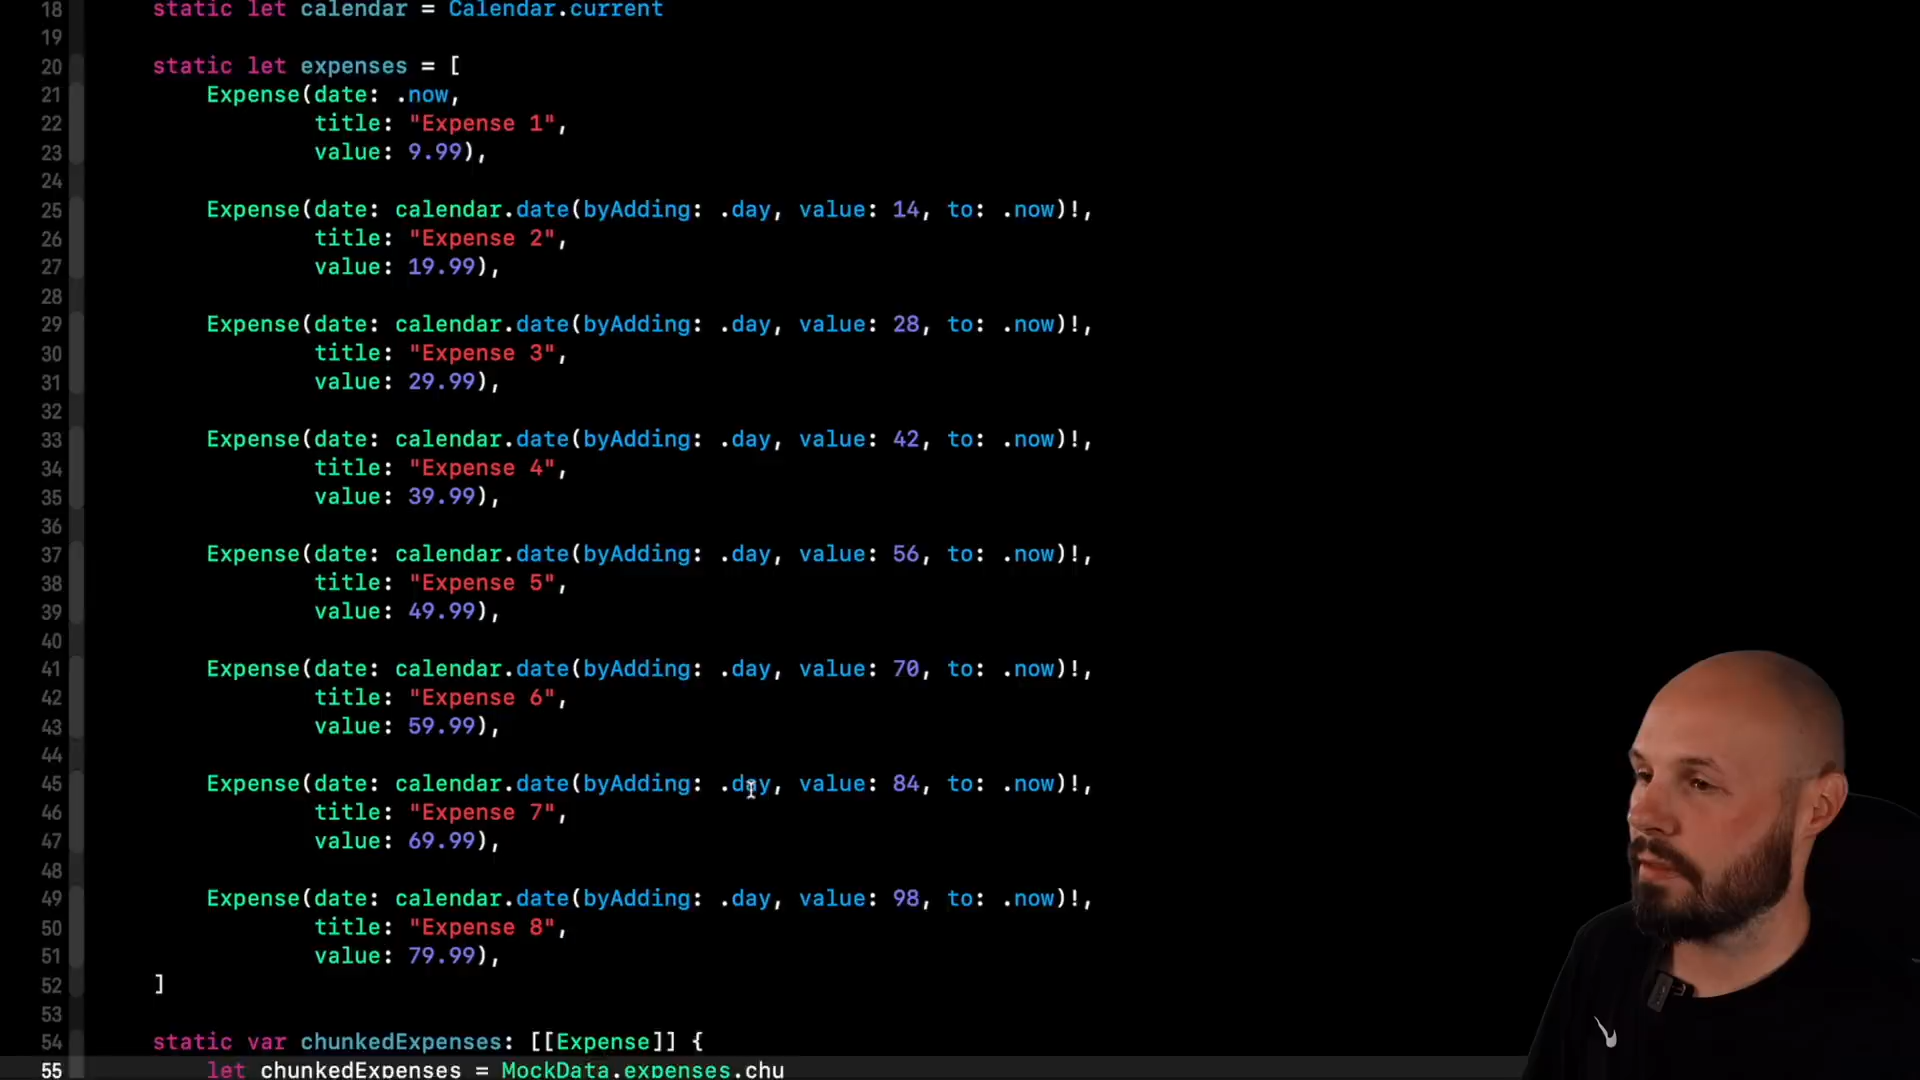 18 static let calendar = Calendar.current
19
20 static let expenses = [
21 Expense(date: .now,
22 title: "Expense 1",
23 value: 9.99),
24
25 Expense(date: calendar.date(byAdding: .day, value: 14, to: .now)!,
26 title: "Expense 2",
27 value: 19.99),
28
29 Expense(date: calendar.date(byAdding: .day, value: 28, to: .now)!,
30 title: "Expense 3",
31 value: 29.99),
32
33 Expense(date: calendar.date(byAdding: .day, value: 42, to: .now)!,
34 title: "Expense 4",
35 value: 39.99),
36
37 Expense(date: calendar.date(byAdding: .day, value: 56, to: .now)!,
38 title: "Expense 5",
39 value: 49.99),
40
41 Expense(date: calendar.date(byAdding: .day, value: 70, to: .now)!,
42 title: "Expense 6",
43 value: 59.99),
44
45 Expense(date: calendar.date(byAdding: .day, value: 84, to: .now)!,
46 title: "Expense 7",
47 value: 69.99),
48
49 Expense(date: calendar.date(byAdding: .day, value: 98, to: .now)!,
50 title: "Expense 8",
51 value: 79.99),
52 ]
53
54 static var chunkedExpenses: [[Expense]] {
55 let chunkedExpenses = MockData.expenses.chu